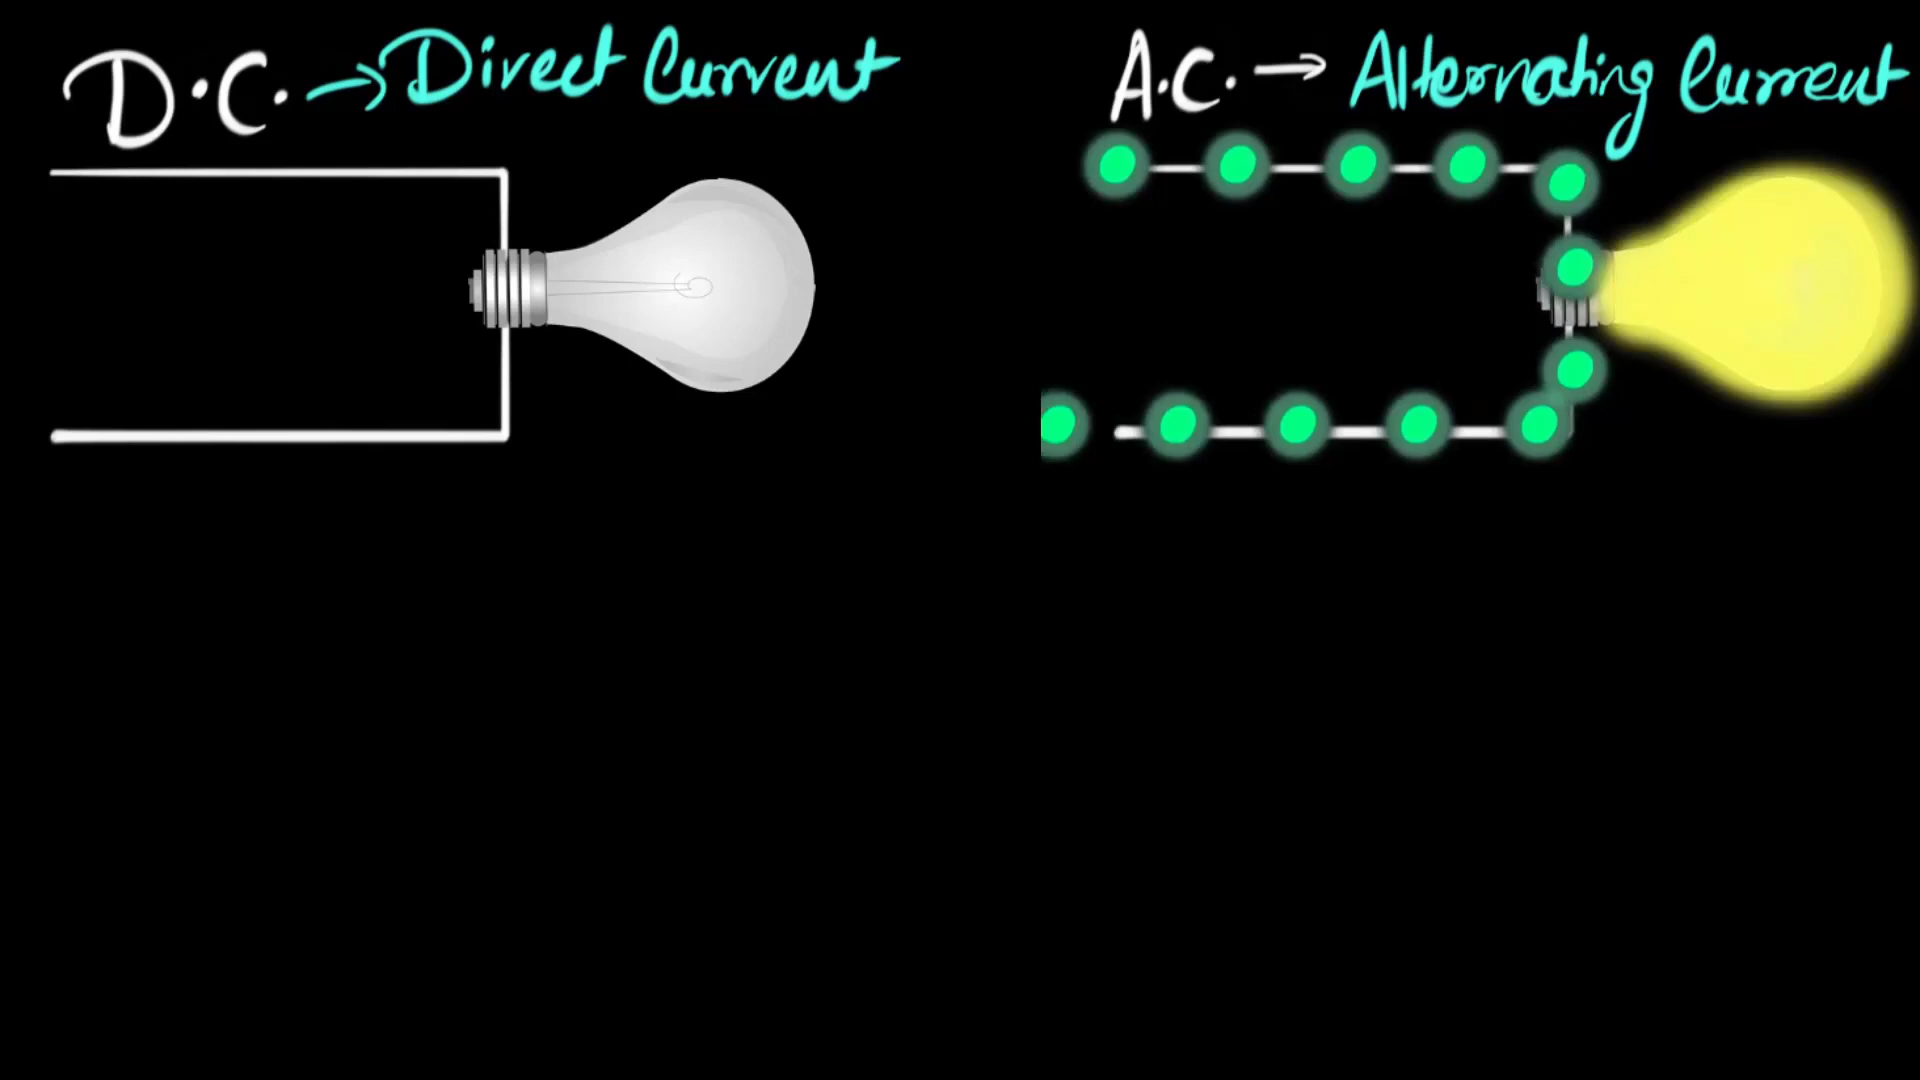 D.C. → Direct Current
A.C. → Alternating Current